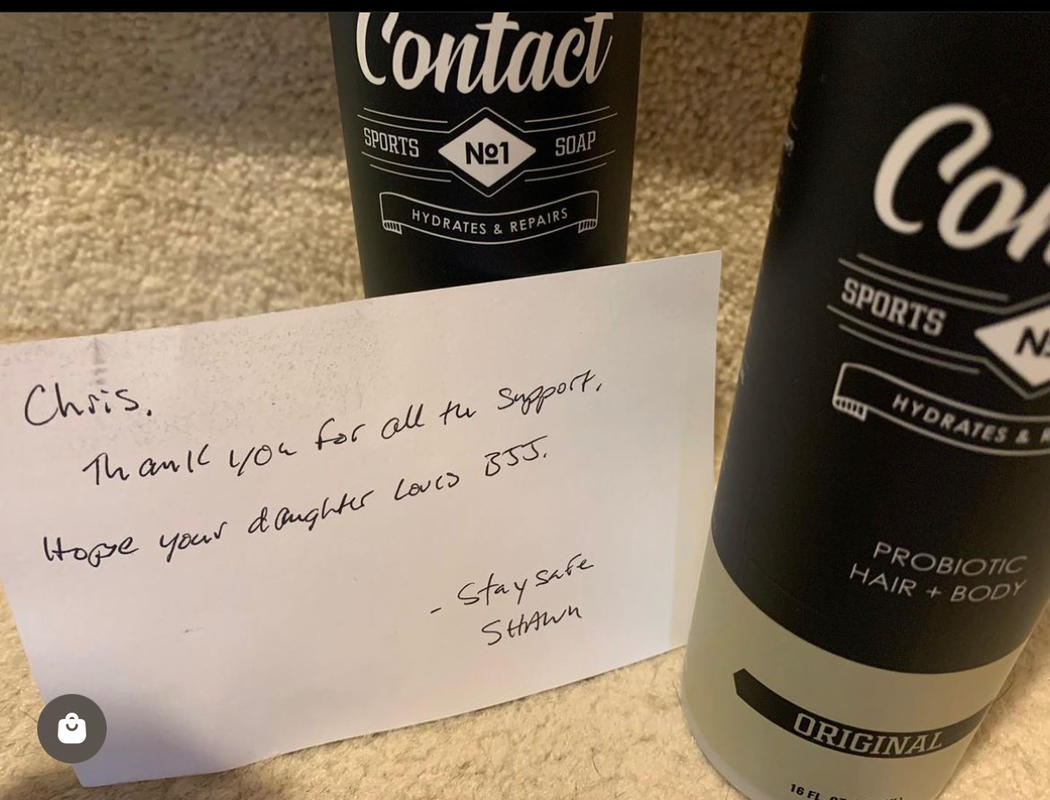 Contact
SPORTS No1 SOAP
HYDRATES & REPAIRS
Chris.
Thank you for all the support.
Hope your daughter loves BJJ.
- Stay safe
SHAWN
SPORTS
HYDRATES &
PROBIOTIC
HAIR + BODY
ORIGINAL
16 FL